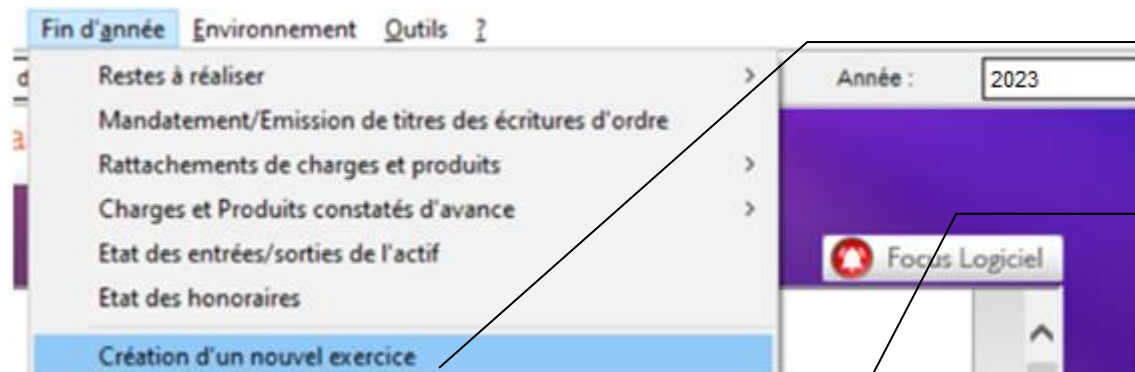 Fin d'année Environnement Outils ?
Restes à réaliser > Année : 2023
Mandatement/Emission de titres des écritures d'ordre
Rattachements de charges et produits >
Charges et Produits constatés d'avance >
Etat des entrées/sorties de l'actif
Focus Logiciel
Etat des honoraires
Création d'un nouvel exercice